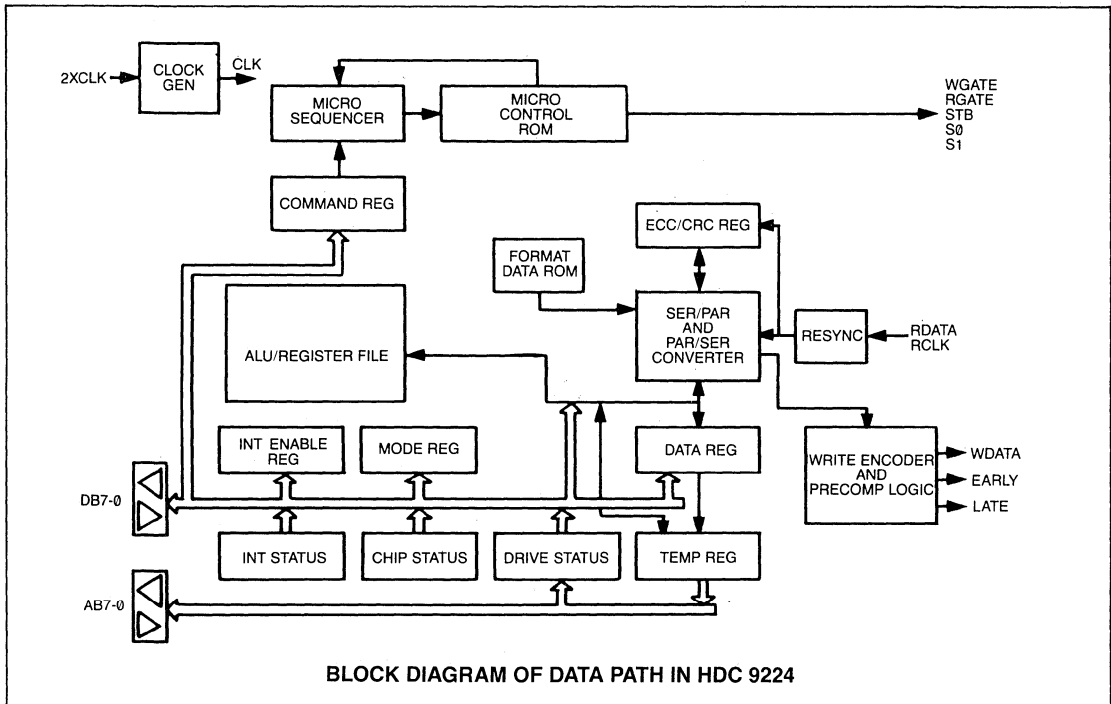 2XCLK
CLOCK
GEN
CLK
MICRO
SEQUENCER
MICRO
CONTROL
ROM
WGATE
RGATE
STB
S0
S1
COMMAND REG
ECC/CRC REG
FORMAT
DATA ROM
SER/PAR
AND
PAR/SER
CONVERTER
RESYNC
RDATA
RCLK
ALU/REGISTER FILE
INT ENABLE
REG
MODE REG
DATA REG
WRITE ENCODER
AND
PRECOMP LOGIC
WDATA
EARLY
LATE
DB7-0
INT STATUS
CHIP STATUS
DRIVE STATUS
TEMP REG
AB7-0
BLOCK DIAGRAM OF DATA PATH IN HDC 9224